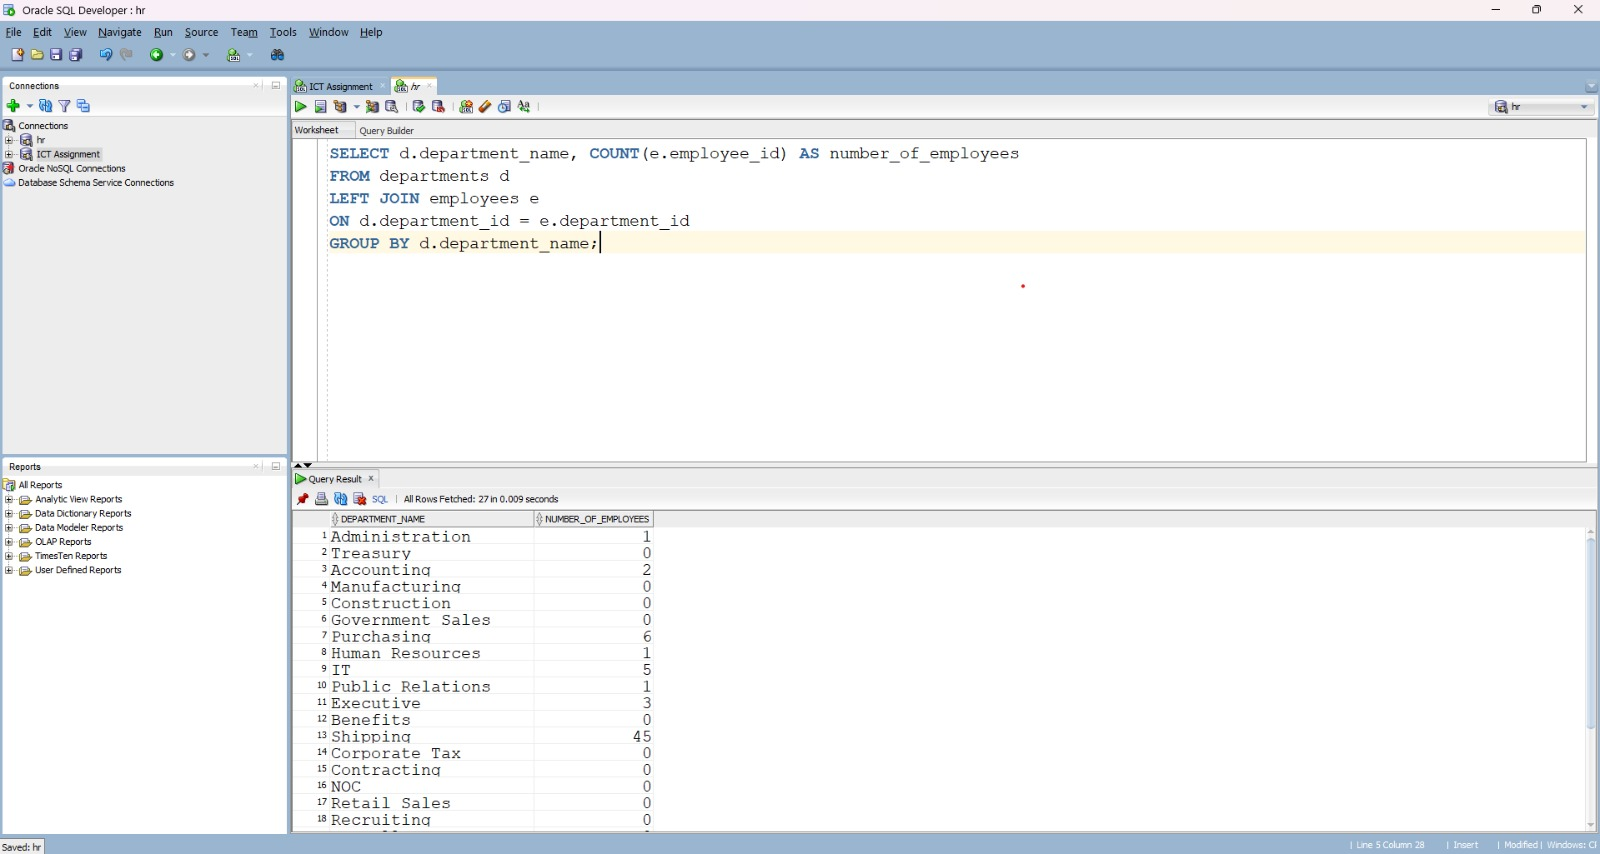 Oracle SQL Developer : hr
File Edit View Navigate Run Source Team Tools Window Help
Connections
Connections
hr
ICT Assignment
Oracle NoSQL Connections
Database Schema Service Connections
Reports
All Reports
Analytic View Reports
Data Dictionary Reports
Data Modeler Reports
OLAP Reports
TimesTen Reports
User Defined Reports
ICT Assignment
hr
hr
Worksheet Query Builder
SELECT d.department_name, COUNT(e.employee_id) AS number_of_employees
FROM departments d
LEFT JOIN employees e
ON d.department_id = e.department_id
GROUP BY d.department_name;
Query Result
SQL | All Rows Fetched: 27 in 0.009 seconds
DEPARTMENT_NAME NUMBER_OF_EMPLOYEES
1 Administration 1
2 Treasury 0
3 Accounting 2
4 Manufacturing 0
5 Construction 0
6 Government Sales 0
7 Purchasing 6
8 Human Resources 1
9 IT 5
10 Public Relations 1
11 Executive 3
12 Benefits 0
13 Shipping 45
14 Corporate Tax 0
15 Contracting 0
16 NOC 0
17 Retail Sales 0
18 Recruiting 0
Saved: hr
| Line 5 Column 28 | Insert | Modified | Windows: Cl